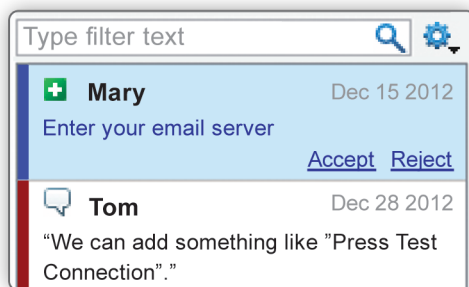 Type filter text
Mary Dec 15 2012
Enter your email server
Accept Reject
Tom Dec 28 2012
“We can add something like ”Press Test
Connection”.”